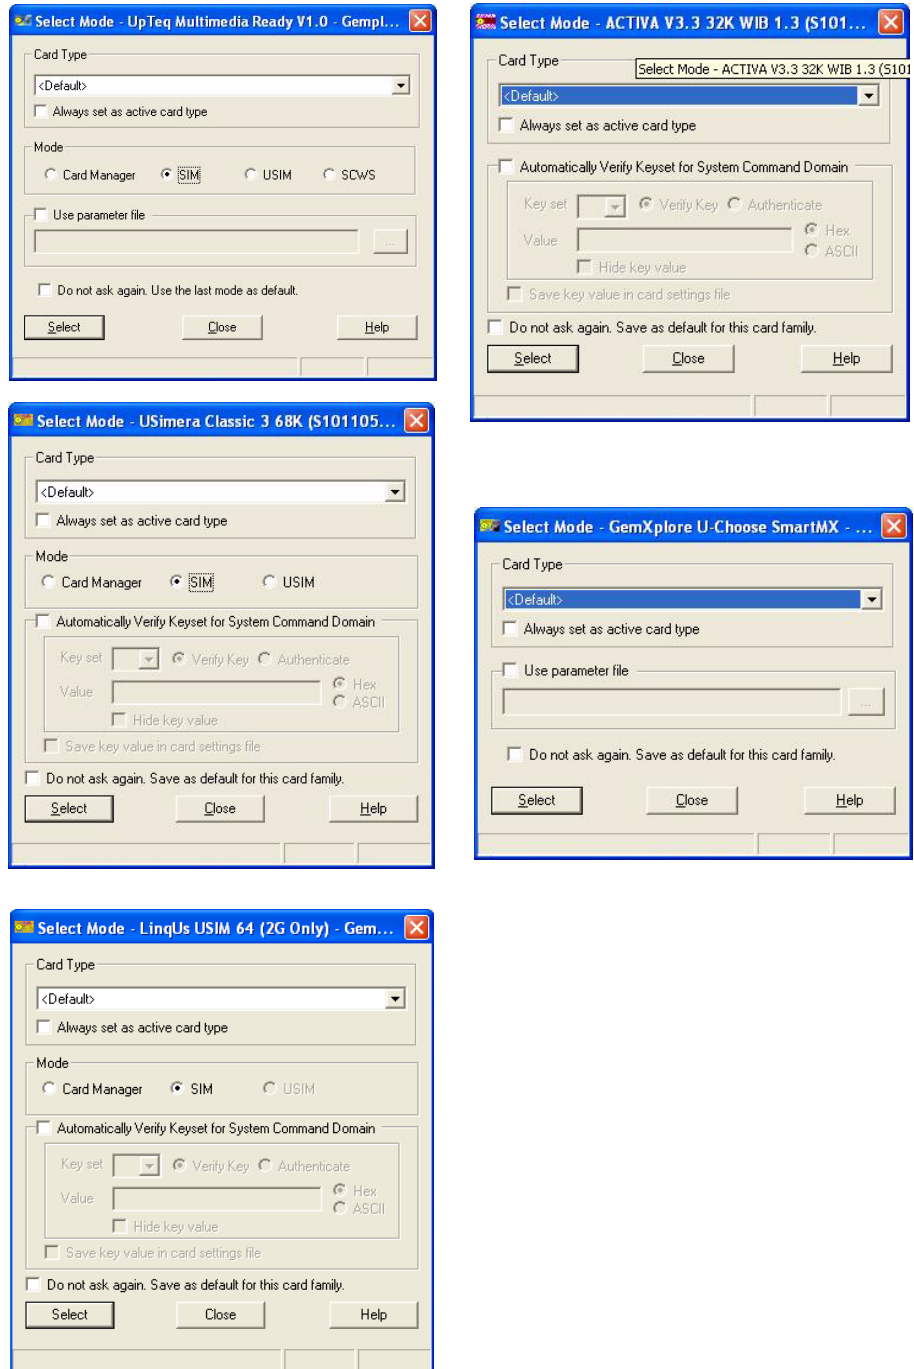 Select Mode - UpTeq Multimedia Ready V1.0 - Gempl...
Card Type
<Default>
Always set as active card type
Mode
Card Manager SIM USIM SCWS
Use parameter file
...
Do not ask again. Use the last mode as default.
Select Close Help
Select Mode - ACTIVA V3.3 32K WIB 1.3 (S101...
Card Type
Select Mode - ACTIVA V3.3 32K WIB 1.3 (S101
<Default>
Always set as active card type
Automatically Verify Keyset for System Command Domain
Key set Verify Key Authenticate
Value Hex
ASCII
Hide key value
Save key value in card settings file
Do not ask again. Save as default for this card family.
Select Close Help
Select Mode - USimera Classic 3 68K (S101105...
Card Type
<Default>
Always set as active card type
Mode
Card Manager SIM USIM
Automatically Verify Keyset for System Command Domain
Key set Verify Key Authenticate
Value Hex
ASCII
Hide key value
Save key value in card settings file
Do not ask again. Save as default for this card family.
Select Close Help
Select Mode - GemXplore U-Choose SmartMX - ...
Card Type
<Default>
Always set as active card type
Use parameter file
...
Do not ask again. Save as default for this card family.
Select Close Help
Select Mode - LinqUs USIM 64 (2G Only) - Gem...
Card Type
<Default>
Always set as active card type
Mode
Card Manager SIM USIM
Automatically Verify Keyset for System Command Domain
Key set Verify Key Authenticate
Value Hex
ASCII
Hide key value
Save key value in card settings file
Do not ask again. Save as default for this card family.
Select Close Help